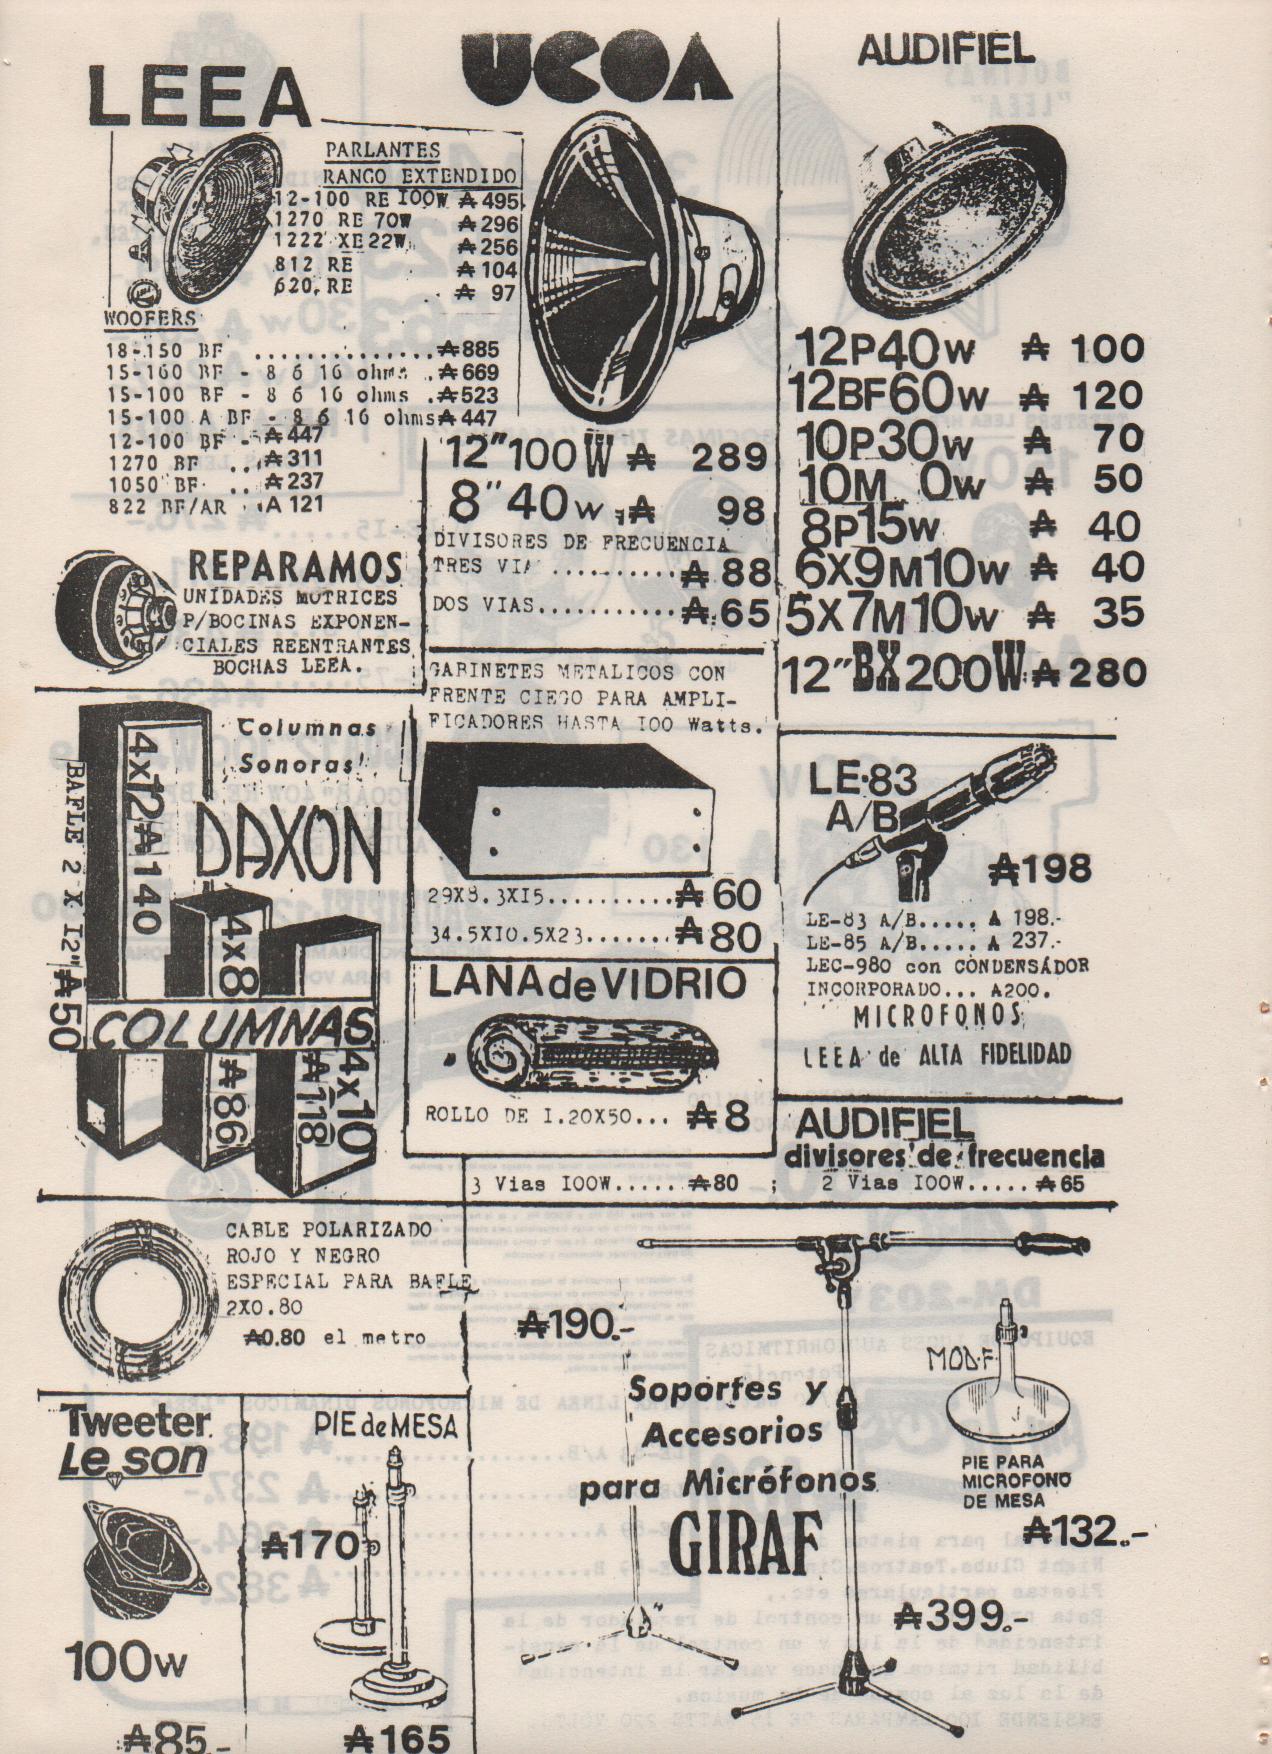 LEEA
PARLANTES
RANGO EXTENDIDO
12-100 RE 100W ₳ 495
1270 RE 70W ₳ 296
1222 XE 22W ₳ 256
812 RE ₳ 104
620 RE ₳ 97
WOOFERS
18-150 BF ..............₳885
15-160 BF - 8 ó 16 ohms .₳669
15-100 BF - 8 ó 16 ohms .₳523
15-100 A BF - 8 ó 16 ohms₳447
12-100 BF -₳447
1270 BF ..₳311
1050 BF .. ₳237
822 BF/AR ₳121
REPARAMOS
UNIDADES MOTRICES
P/BOCINAS EXPONEN-
CIALES REENTRANTES
BOCHAS LEEA.
UCOA
12"100W ₳ 289
8"40w ₳ 98
DIVISORES DE FRECUENCIA
TRES VIA ..........₳ 88
DOS VIAS..........₳ 65
AUDIFIEL
12P40w ₳ 100
12BF60w ₳ 120
10P30w ₳ 70
10M 0w ₳ 50
8P15w ₳ 40
6X9M10w ₳ 40
5X7M10w ₳ 35
12"BX200W ₳ 280
GABINETES METALICOS CON
FRENTE CIEGO PARA AMPLI-
FICADORES HASTA 100 Watts.
29X8.3X15..........₳ 60
34.5X10.5X23.......₳ 80
Columnas
Sonoras
DAXON
4x12₳140
BAFLE 2 X 12" ₳50
4x8
COLUMNAS
₳86
4x10
₳118
LANA de VIDRIO
ROLLO DE 1.20X50... ₳8
LE-83
A/B
₳198
LE-83 A/B..... ₳ 198.-
LE-85 A/B..... ₳ 237.-
LEC-980 con CONDENSADOR
INCORPORADO... ₳200.
MICROFONOS
LEEA de ALTA FIDELIDAD
AUDIFIEL
divisores de frecuencia
3 Vias 100W..... ₳80 ; 2 Vias 100W..... ₳65
CABLE POLARIZADO
ROJO Y NEGRO
ESPECIAL PARA BAFLE
2X0.80
₳0.80 el metro
Tweeter
Le son
100w
₳85.-
PIE de MESA
₳170
₳165
₳190.-
Soportes y
Accesorios
para Micrófonos
GIRAF
₳399.-
MOD.F
PIE PARA
MICROFONO
DE MESA
₳132.-